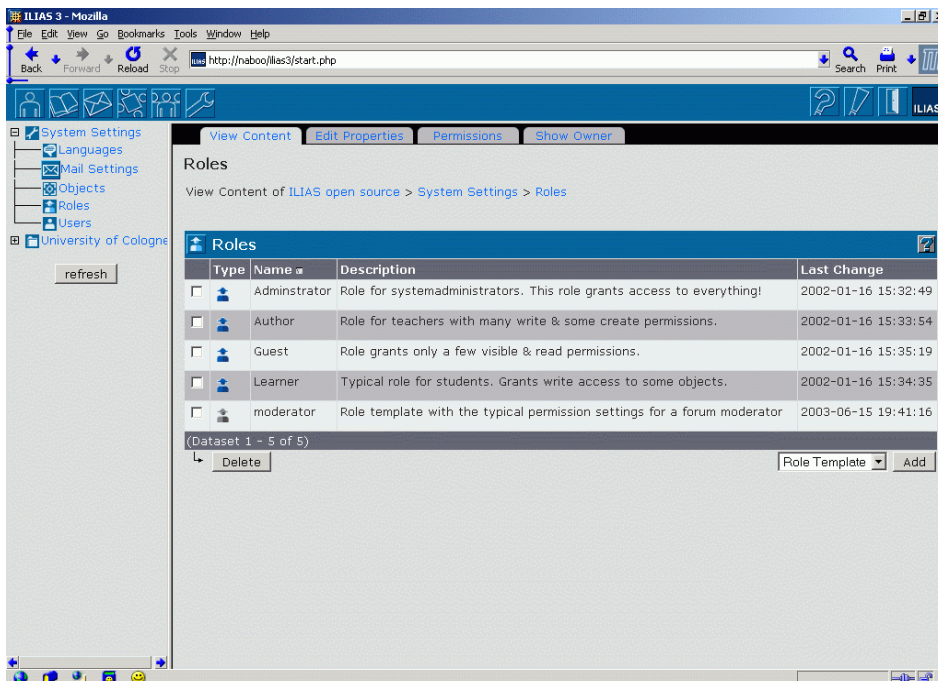 ILIAS 3 - Mozilla
File Edit View Go Bookmarks Tools Window Help
Back Forward Reload Stop http://naboo/ilias3/start.php Search Print
ILIAS
System Settings
Languages
Mail Settings
Objects
Roles
Users
University of Cologne
refresh
View Content Edit Properties Permissions Show Owner
Roles
View Content of ILIAS open source > System Settings > Roles
Roles
Type Name Description Last Change
Adminstrator Role for systemadministrators. This role grants access to everything! 2002-01-16 15:32:49
Author Role for teachers with many write & some create permissions. 2002-01-16 15:33:54
Guest Role grants only a few visible & read permissions. 2002-01-16 15:35:19
Learner Typical role for students. Grants write access to some objects. 2002-01-16 15:34:35
moderator Role template with the typical permission settings for a forum moderator 2003-06-15 19:41:16
(Dataset 1 - 5 of 5)
Delete Role Template Add